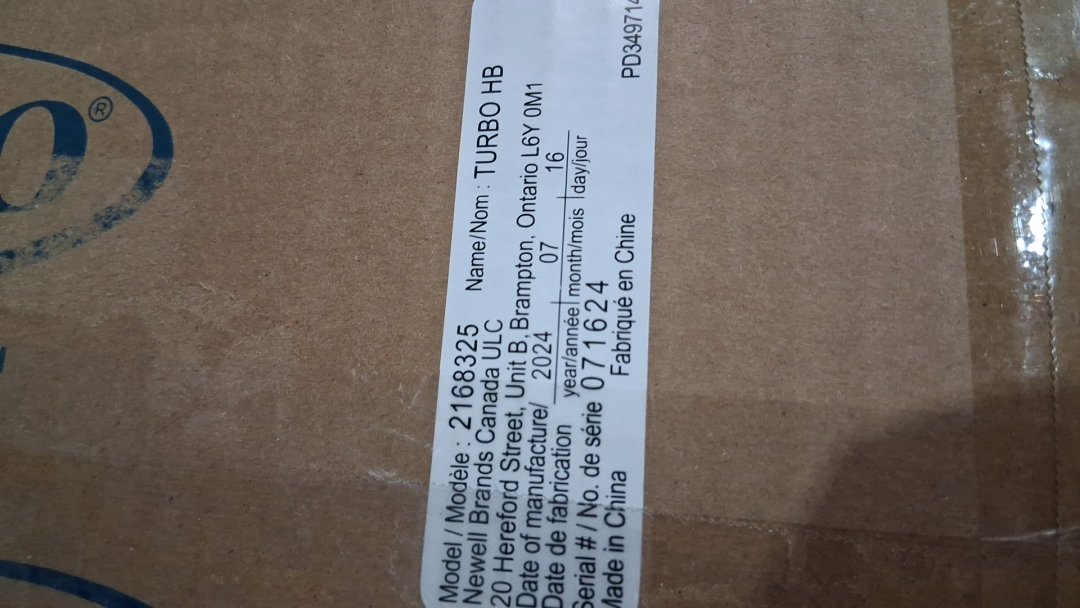 Model / Modèle : 2168325 Name/Nom : TURBO HB
Newell Brands Canada ULC
20 Hereford Street, Unit B, Brampton, Ontario L6Y 0M1
Date of manufacture/ 2024 07 16
Date de fabrication year/année month/mois day/jour
Serial # / No. de série 071624
Made in China Fabriqué en Chine PD349714
®